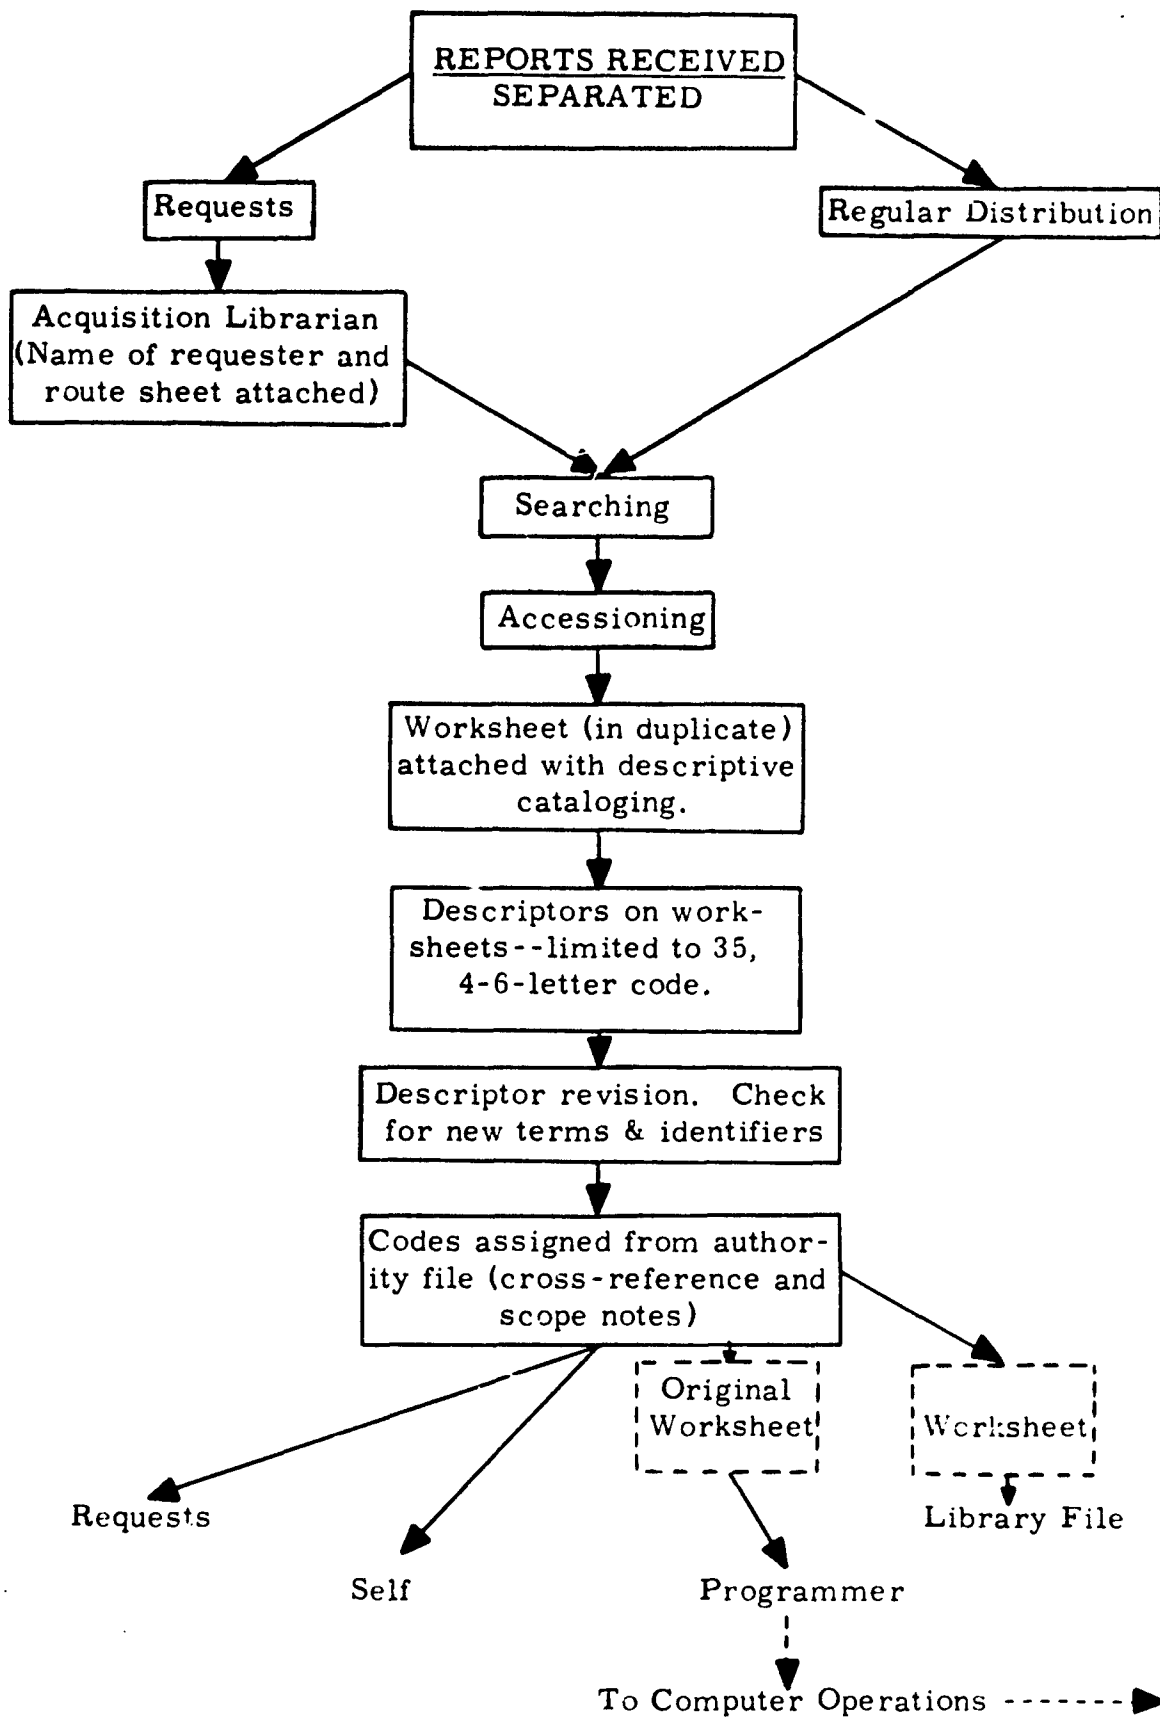 REPORTS RECEIVED
SEPARATED
Requests
Regular Distribution
Acquisition Librarian
(Name of requester and
route sheet attached)
Searching
Accessioning
Worksheet (in duplicate)
attached with descriptive
cataloging.
Descriptors on work-
sheets--limited to 35,
4-6-letter code.
Descriptor revision. Check
for new terms & identifiers
Codes assigned from author-
ity file (cross-reference and
scope notes)
Original
Worksheet
Worksheet
Requests
Library File
Self
Programmer
To Computer Operations